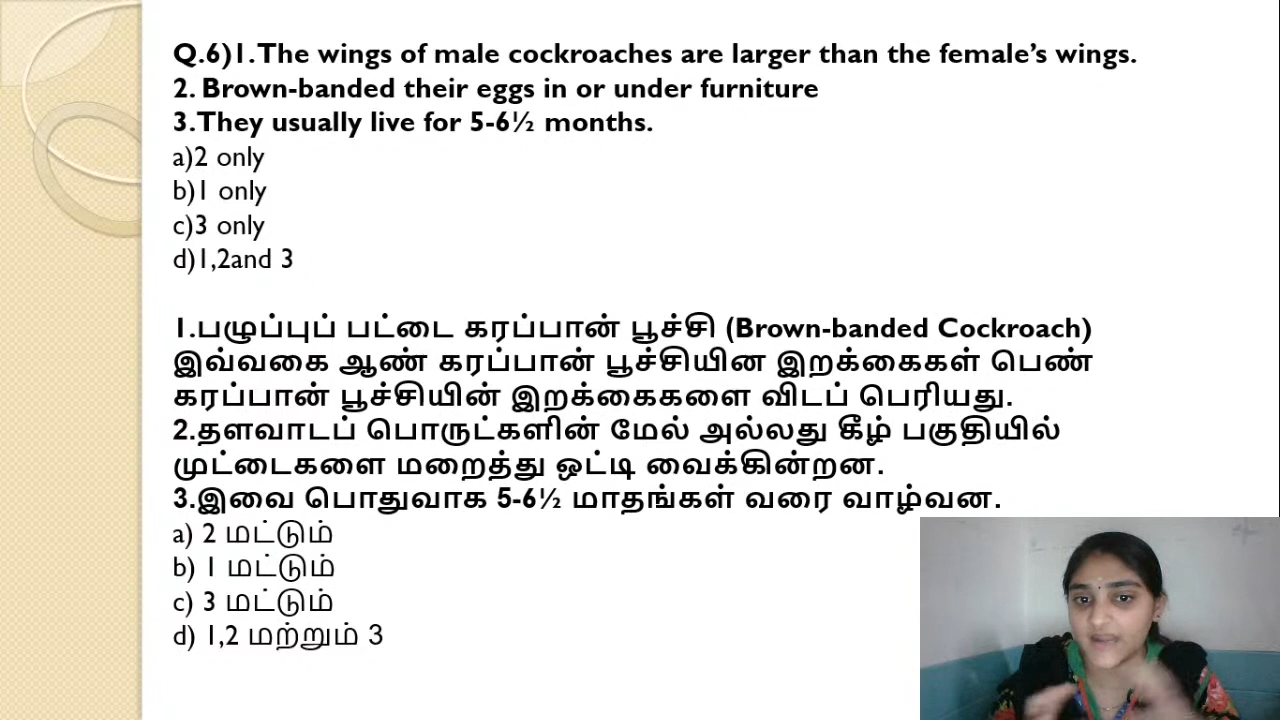 Q.6)1.The wings of male cockroaches are larger than the female’s wings.
2. Brown-banded their eggs in or under furniture
3.They usually live for 5-6½ months.
a)2 only
b)1 only
c)3 only
d)1,2and 3
1.பழுப்புப் பட்டை கரப்பான் பூச்சி (Brown-banded Cockroach)
இவ்வகை ஆண் கரப்பான் பூச்சியின இறக்கைகள் பெண்
கரப்பான் பூச்சியின் இறக்கைகளை விடப் பெரியது.
2.தளவாடப் பொருட்களின் மேல் அல்லது கீழ் பகுதியில்
முட்டைகளை மறைத்து ஒட்டி வைக்கின்றன.
3.இவை பொதுவாக 5-6½ மாதங்கள் வரை வாழ்வன.
a) 2 மட்டும்
b) 1 மட்டும்
c) 3 மட்டும்
d) 1,2 மற்றும் 3